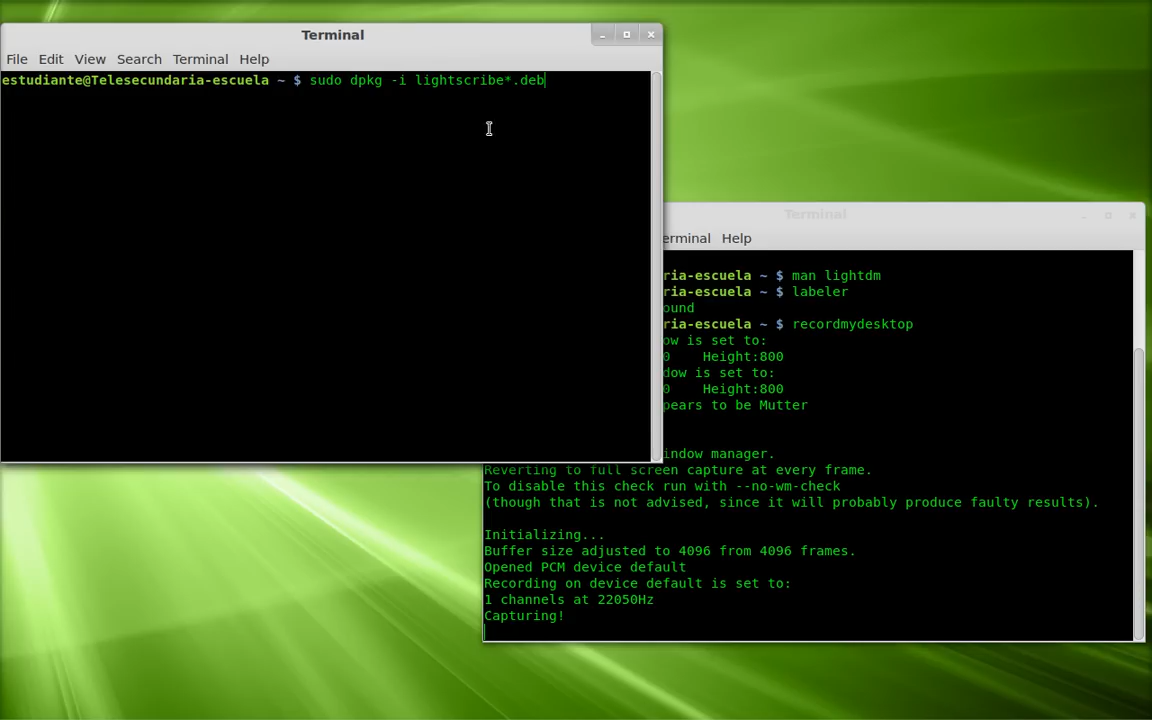 Terminal
File Edit View Search Terminal Help
estudiante@Telesecundaria-escuela ~ $ sudo dpkg -i lightscribe*.deb
Terminal
erminal Help
ria-escuela ~ $ man lightdm
ria-escuela ~ $ labeler
ound
ria-escuela ~ $ recordmydesktop
ow is set to:
0 Height:800
dow is set to:
0 Height:800
pears to be Mutter
indow manager.
Reverting to full screen capture at every frame.
To disable this check run with --no-wm-check
(though that is not advised, since it will probably produce faulty results).
Initializing...
Buffer size adjusted to 4096 from 4096 frames.
Opened PCM device default
Recording on device default is set to:
1 channels at 22050Hz
Capturing!